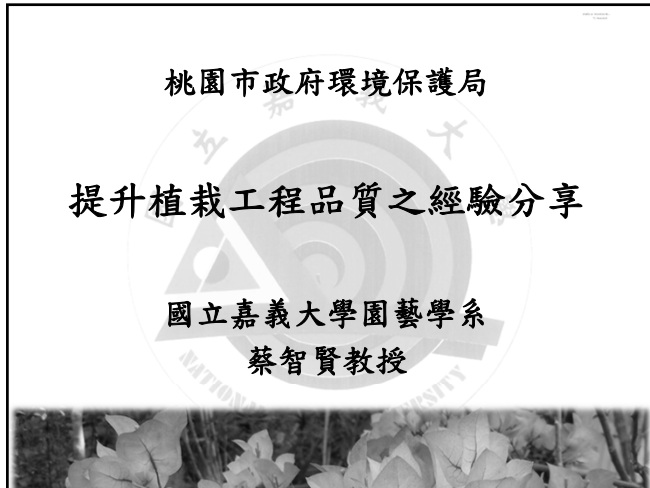 桃園市政府環境保護局
提升植栽工程品質之經驗分享
國立嘉義大學園藝學系
蔡智賢教授